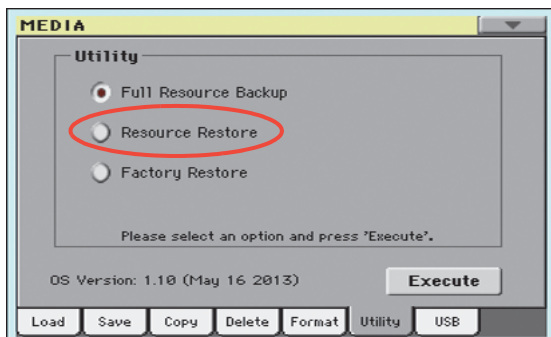 MEDIA
Utility
Full Resource Backup
Resource Restore
Factory Restore
Please select an option and press 'Execute'.
OS Version: 1.10 (May 16 2013)
Execute
Load Save Copy Delete Format Utility USB